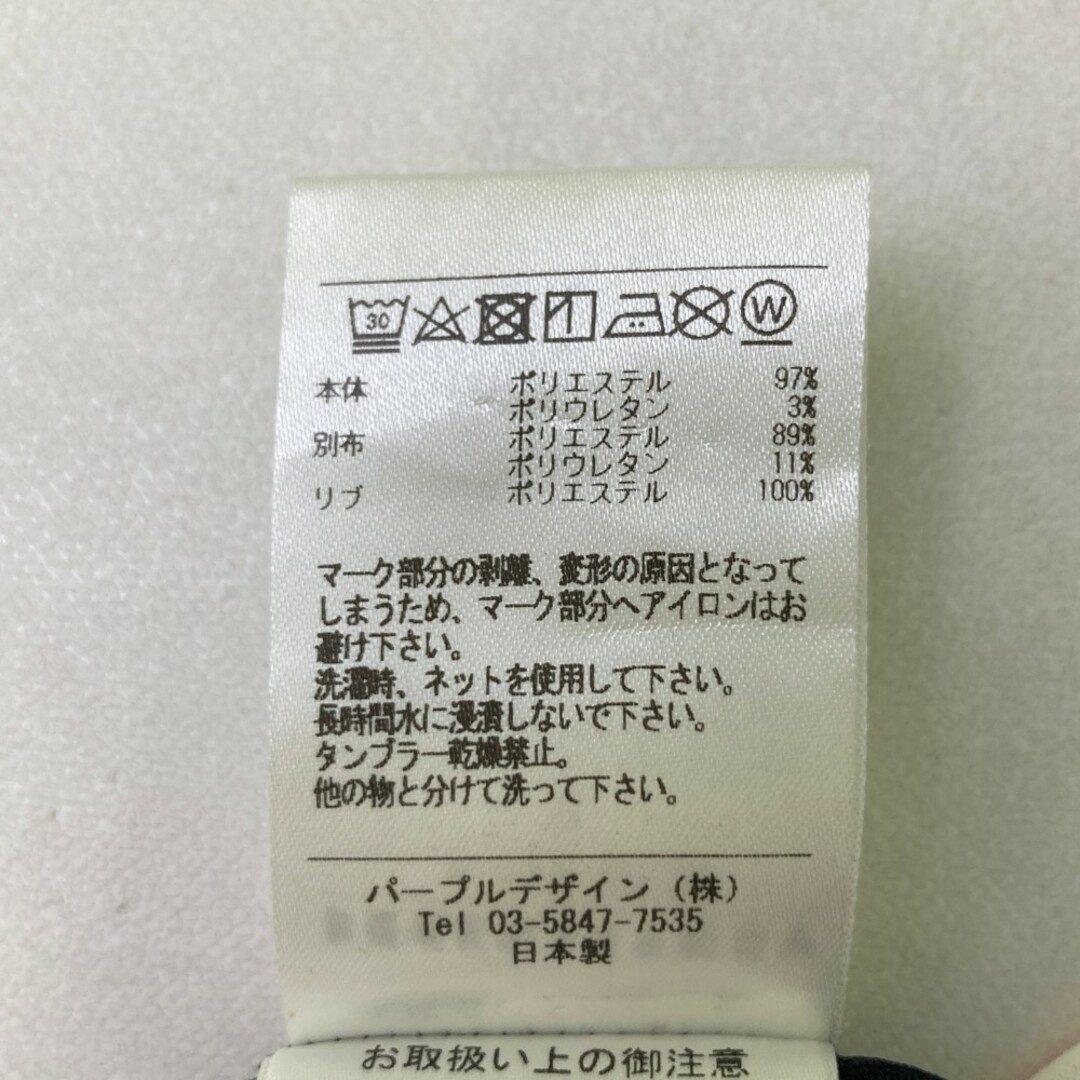 30 W
本体 ポリエステル 97%
ポリウレタン 3%
別布 ポリエステル 89%
ポリウレタン 11%
リブ ポリエステル 100%
マーク部分の剥離、変形の原因となって
しまうため、マーク部分へアイロンはお
避け下さい。
洗濯時、ネットを使用して下さい。
長時間水に浸漬しないで下さい。
タンブラー乾燥禁止。
他の物と分けて洗って下さい。
パープルデザイン(株)
Tel 03-5847-7535
日本製
お取扱い上の御注意